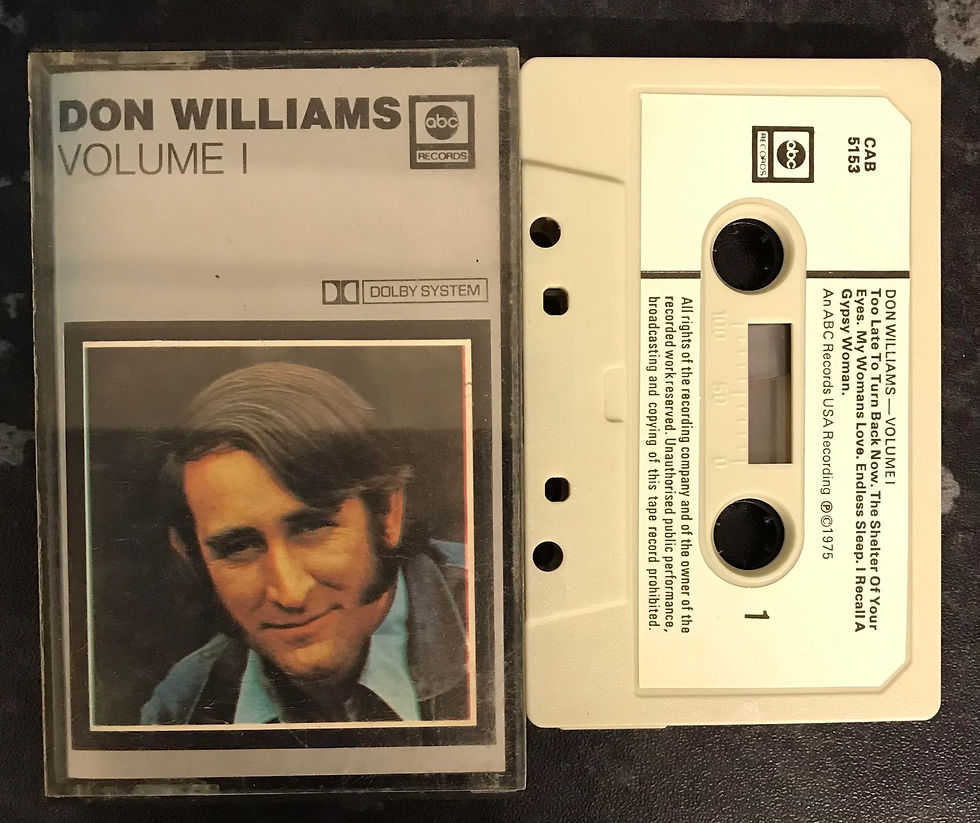 DON WILLIAMS
VOLUME I
abc
RECORDS
DOLBY SYSTEM
abc
RECORDS
CAB
5153
DON WILLIAMS — VOLUME I
Too Late To Turn Back Now. The Shelter Of Your
Eyes. My Womans Love. Endless Sleep. I Recall A
Gypsy Woman.
An ABC Records USA Recording ℗©1975
All rights of the recording company and of the owner of the
recorded work reserved. Unauthorised public performance,
broadcasting and copying of this tape record prohibited.
1
100
50
0